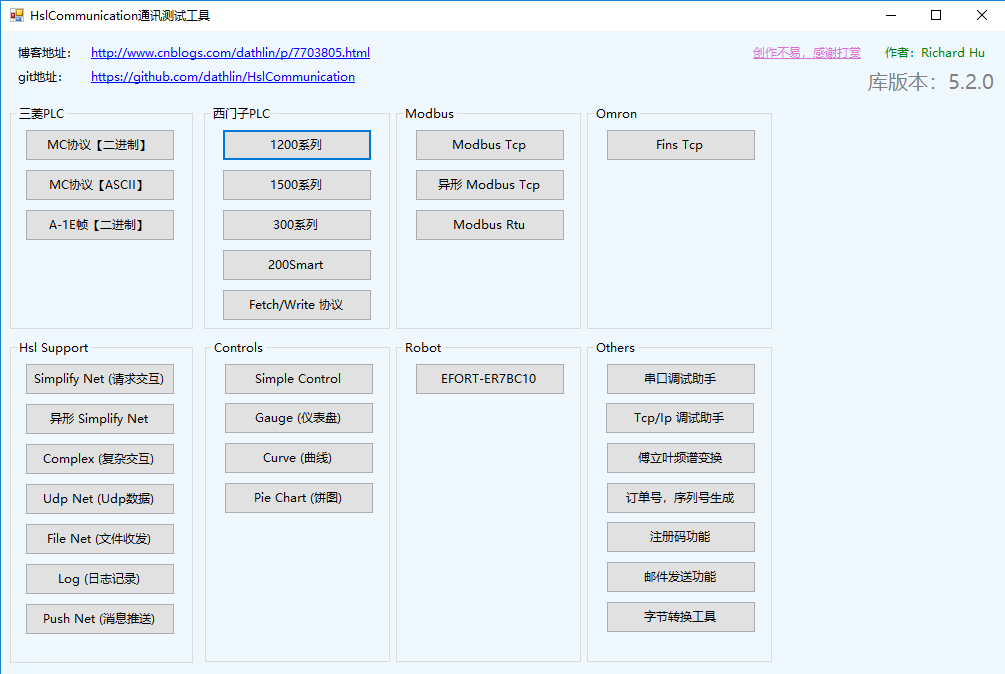 HslCommunication通讯测试工具
博客地址： http://www.cnblogs.com/dathlin/p/7703805.html 创作不易，感谢打赏 作者：Richard Hu
git地址： https://github.com/dathlin/HslCommunication 库版本：5.2.0
三菱PLC
MC协议【二进制】
MC协议【ASCII】
A-1E帧【二进制】
西门子PLC
1200系列
1500系列
300系列
200Smart
Fetch/Write 协议
Modbus
Modbus Tcp
异形 Modbus Tcp
Modbus Rtu
Omron
Fins Tcp
Hsl Support
Simplify Net (请求交互)
异形 Simplify Net
Complex (复杂交互)
Udp Net (Udp数据)
File Net (文件收发)
Log (日志记录)
Push Net (消息推送)
Controls
Simple Control
Gauge (仪表盘)
Curve (曲线)
Pie Chart (饼图)
Robot
EFORT-ER7BC10
Others
串口调试助手
Tcp/Ip 调试助手
傅立叶频谱变换
订单号，序列号生成
注册码功能
邮件发送功能
字节转换工具